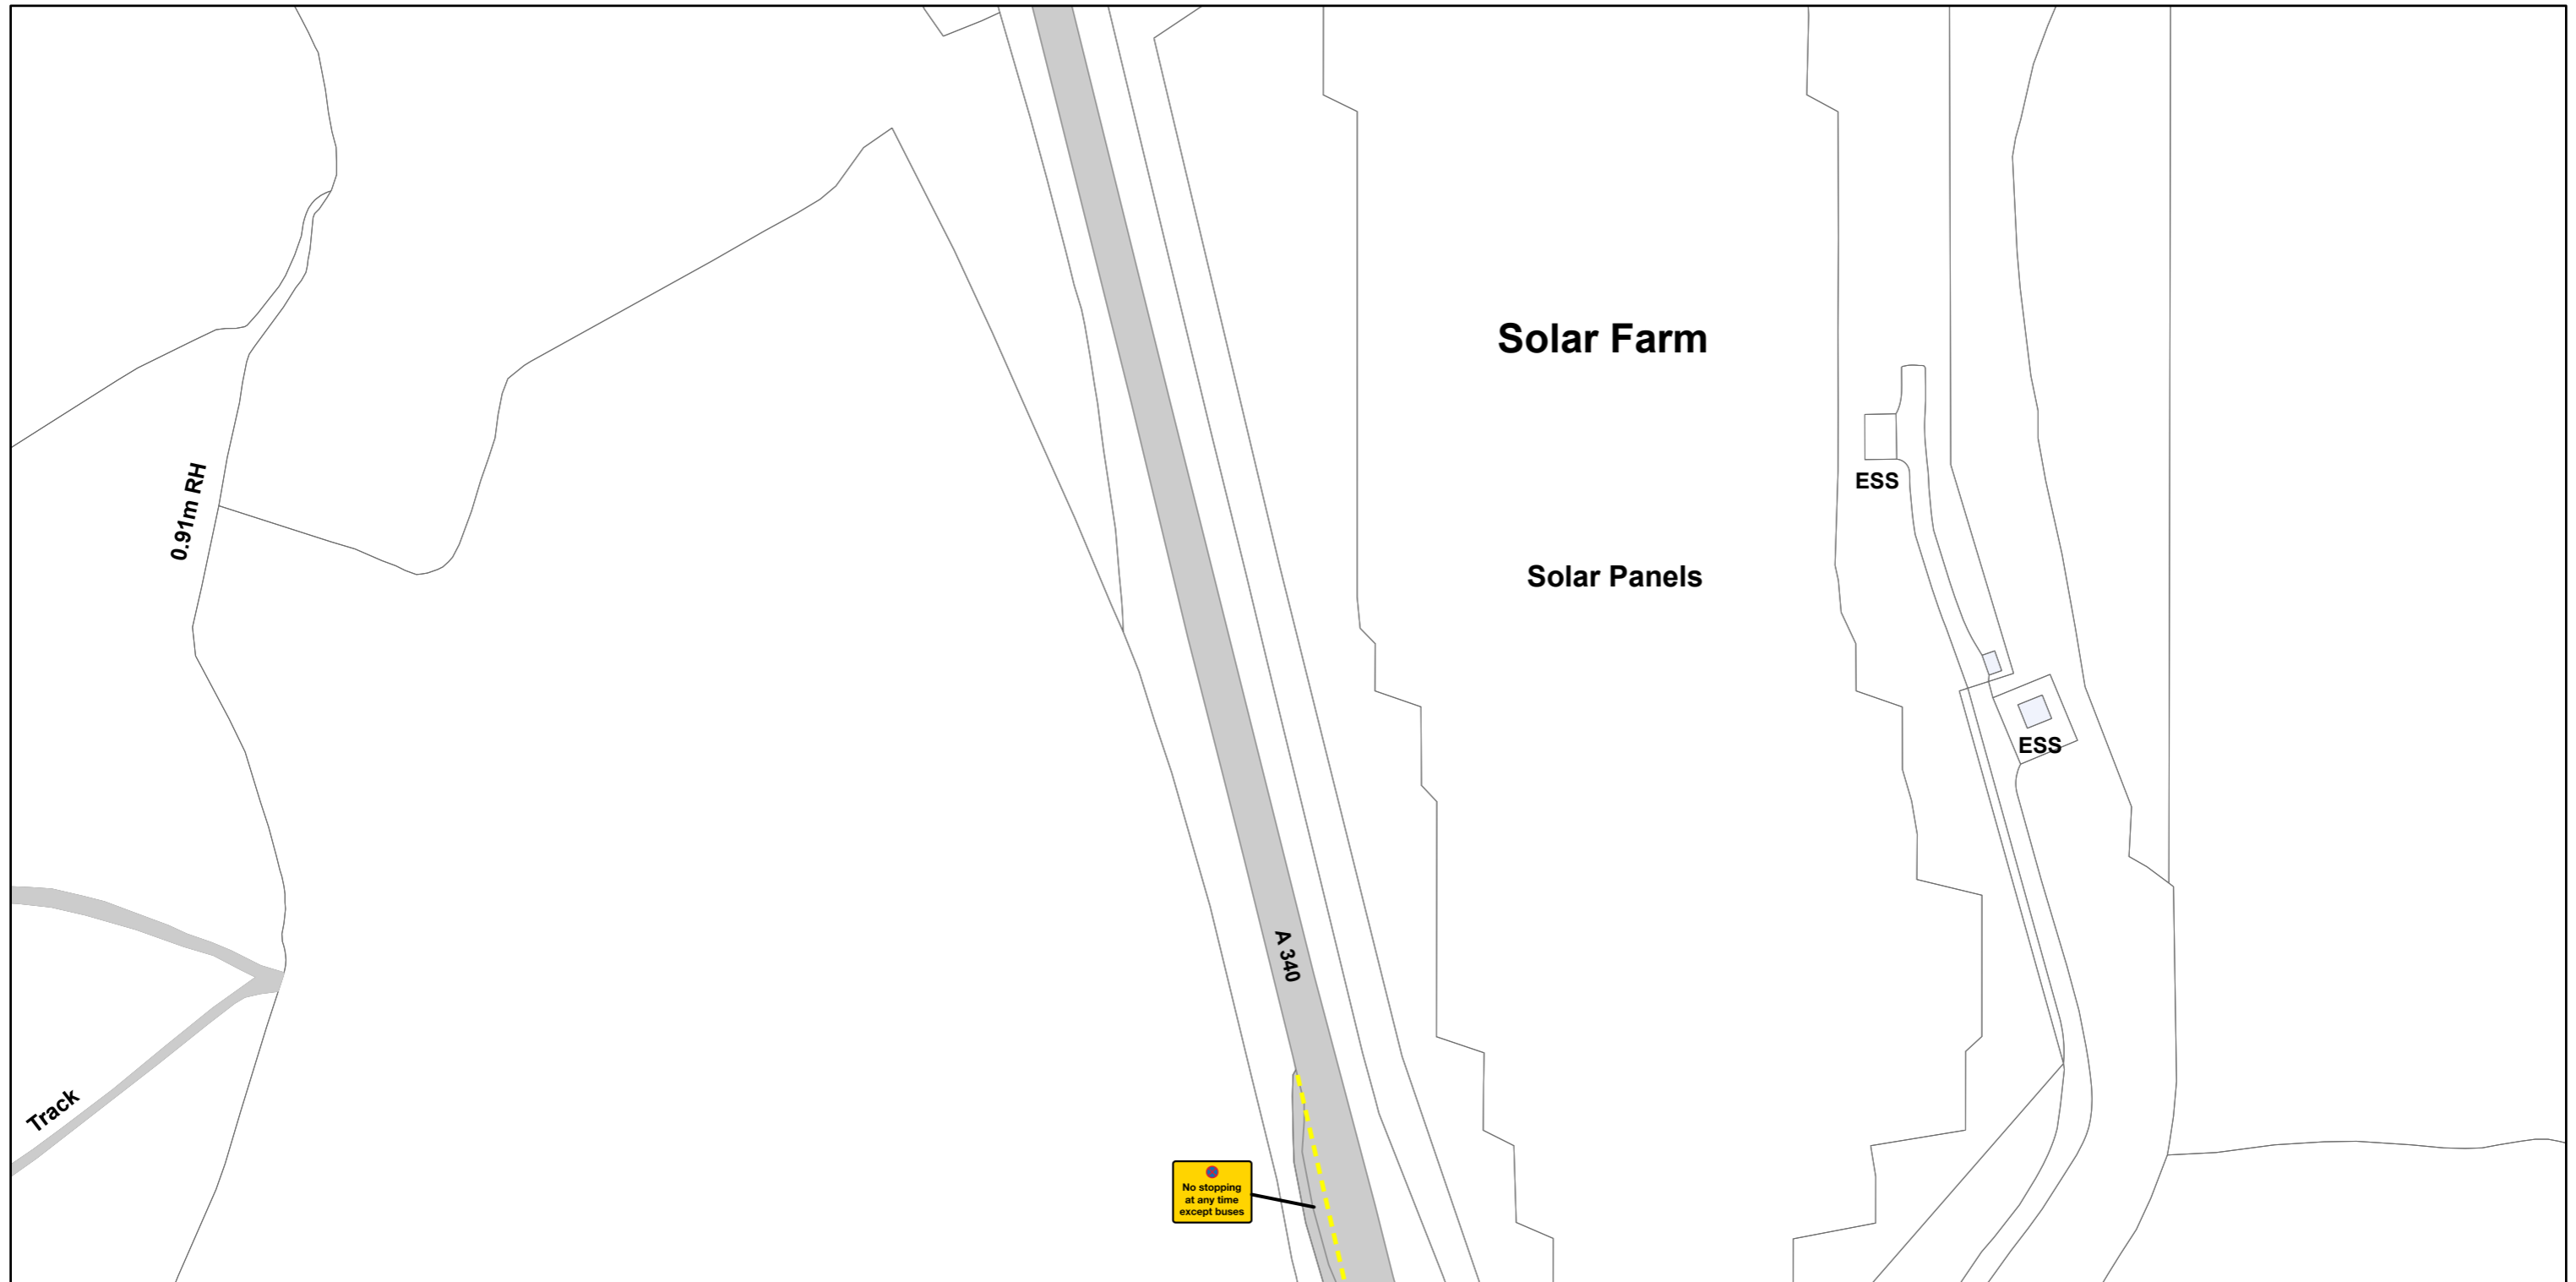 Solar Farm
0.91m RH
ESS
Solar Panels
ESS
A 340
Track
No stopping
at any time
except buses